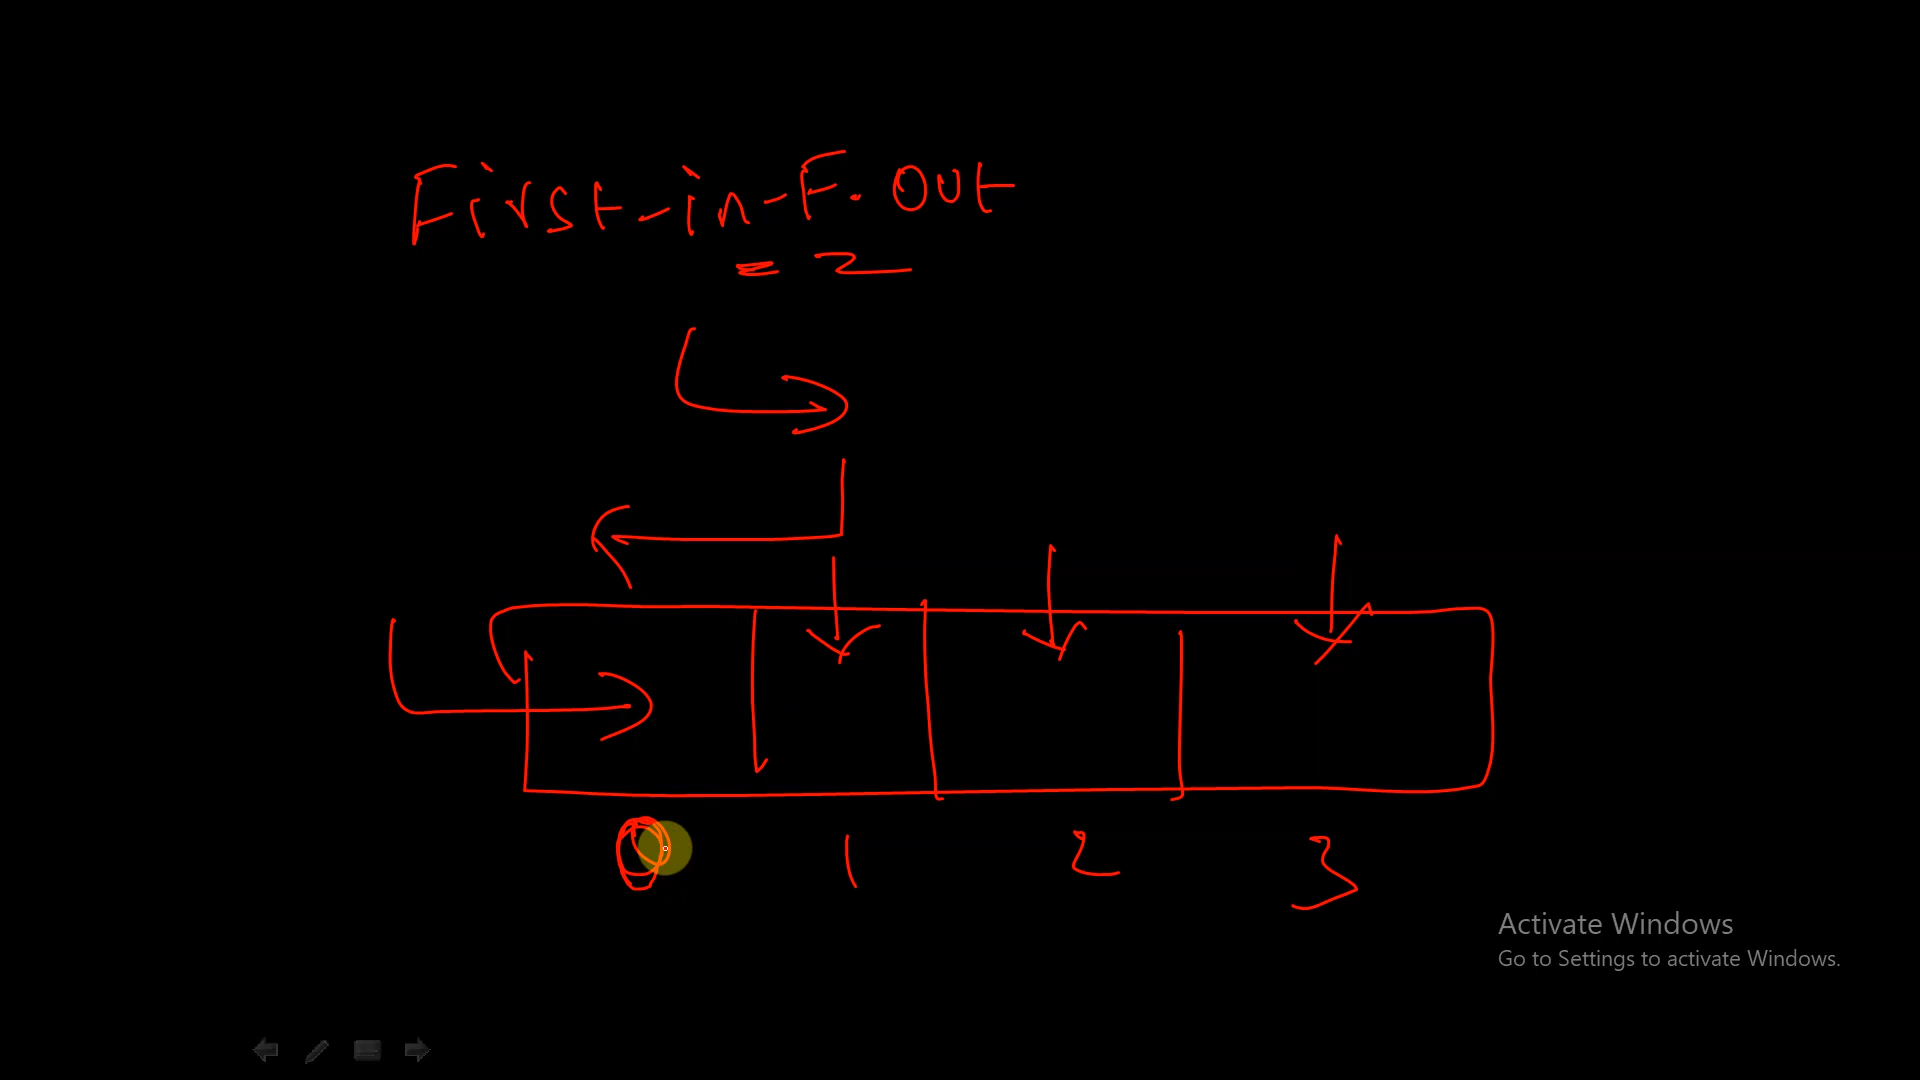 First-in-F.Out
0 1 2 3
Activate Windows
Go to Settings to activate Windows.